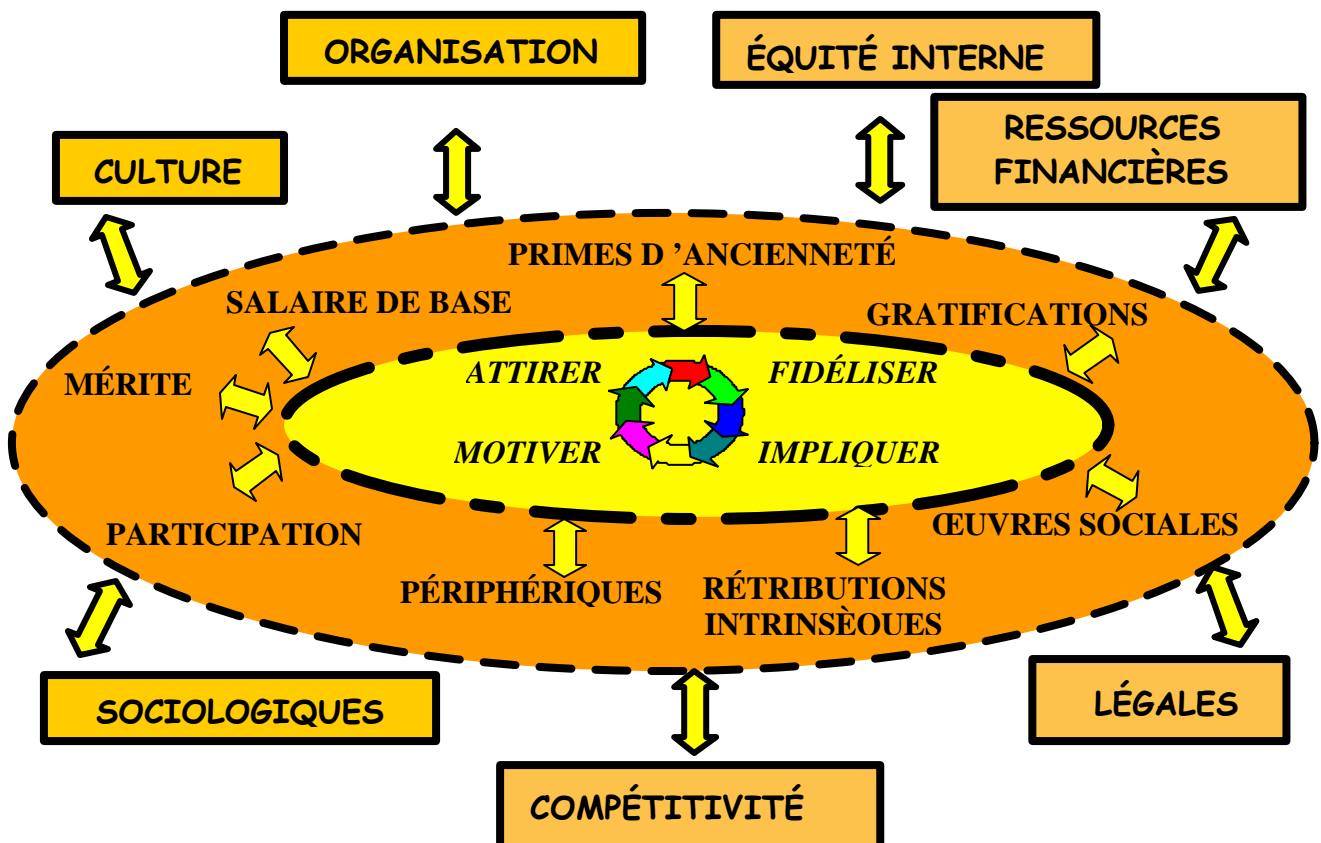 ORGANISATION
ÉQUITÉ INTERNE
RESSOURCES
FINANCIÈRES
CULTURE
PRIMES D ’ANCIENNETÉ
SALAIRE DE BASE
GRATIFICATIONS
MÉRITE
ATTIRER
FIDÉLISER
MOTIVER
IMPLIQUER
PARTICIPATION
ŒUVRES SOCIALES
PÉRIPHÉRIQUES
RÉTRIBUTIONS
INTRINSÈQUES
SOCIOLOGIQUES
LÉGALES
COMPÉTITIVITÉ